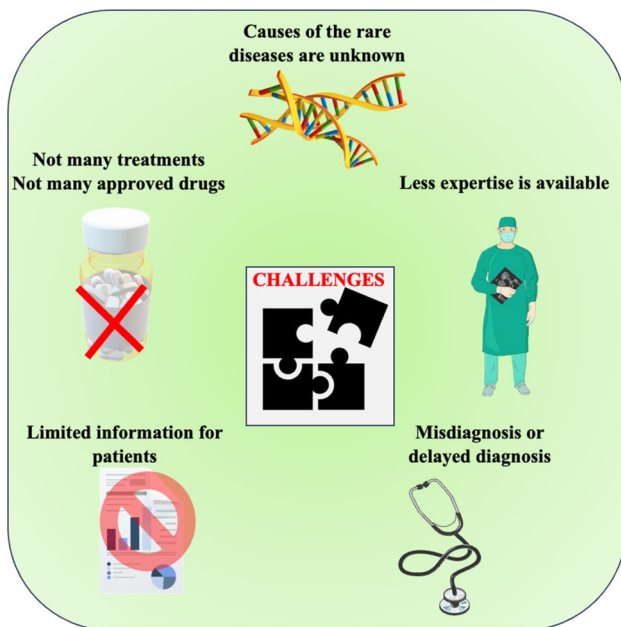 Causes of the rare
diseases are unknown
Not many treatments
Not many approved drugs
Less expertise is available
CHALLENGES
Limited information for
patients
Misdiagnosis or
delayed diagnosis